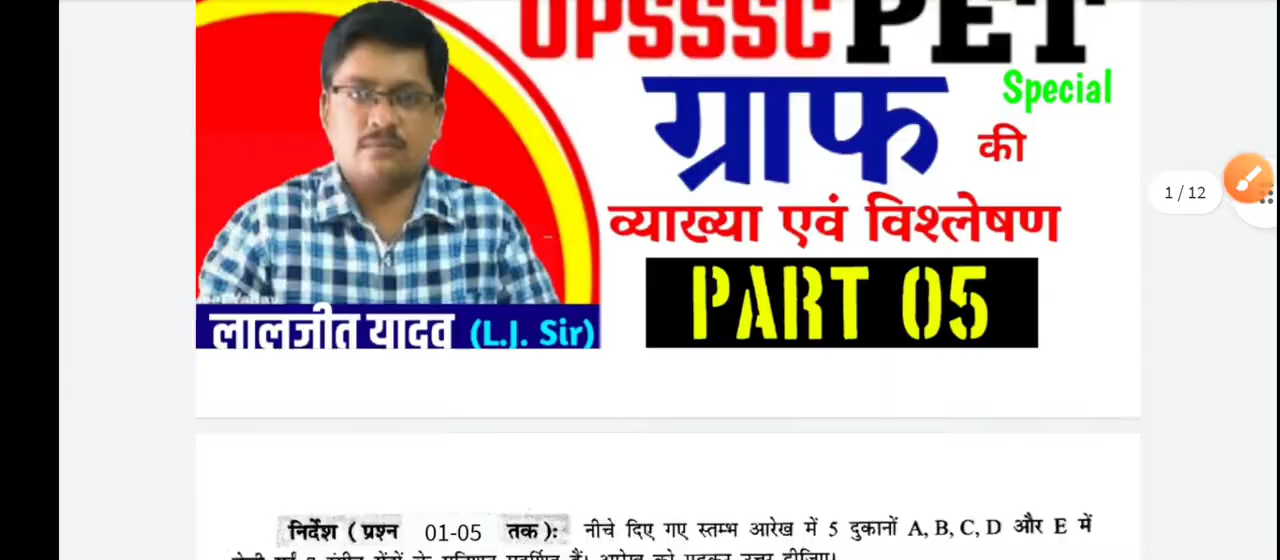 UPSSSC PET
Special
ग्राफ की
व्याख्या एवं विश्लेषण
PART 05
लालजीत यादव (L.J. Sir)
1 / 12
निर्देश ( प्रश्न 01-05 तक ): नीचे दिए गए स्तम्भ आरेख में 5 दुकानों A, B, C, D और E में